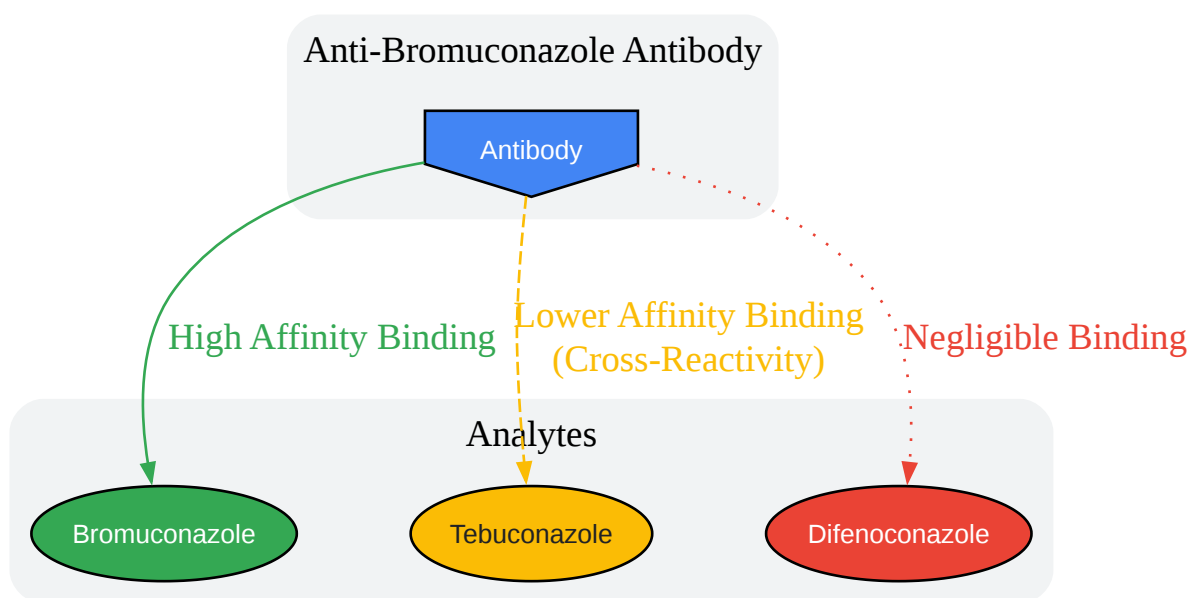 Anti-Bromuconazole Antibody
Antibody
High Affinity Binding
Lower Affinity Binding
(Cross-Reactivity)
Negligible Binding
Analytes
Bromuconazole
Tebuconazole
Difenoconazole